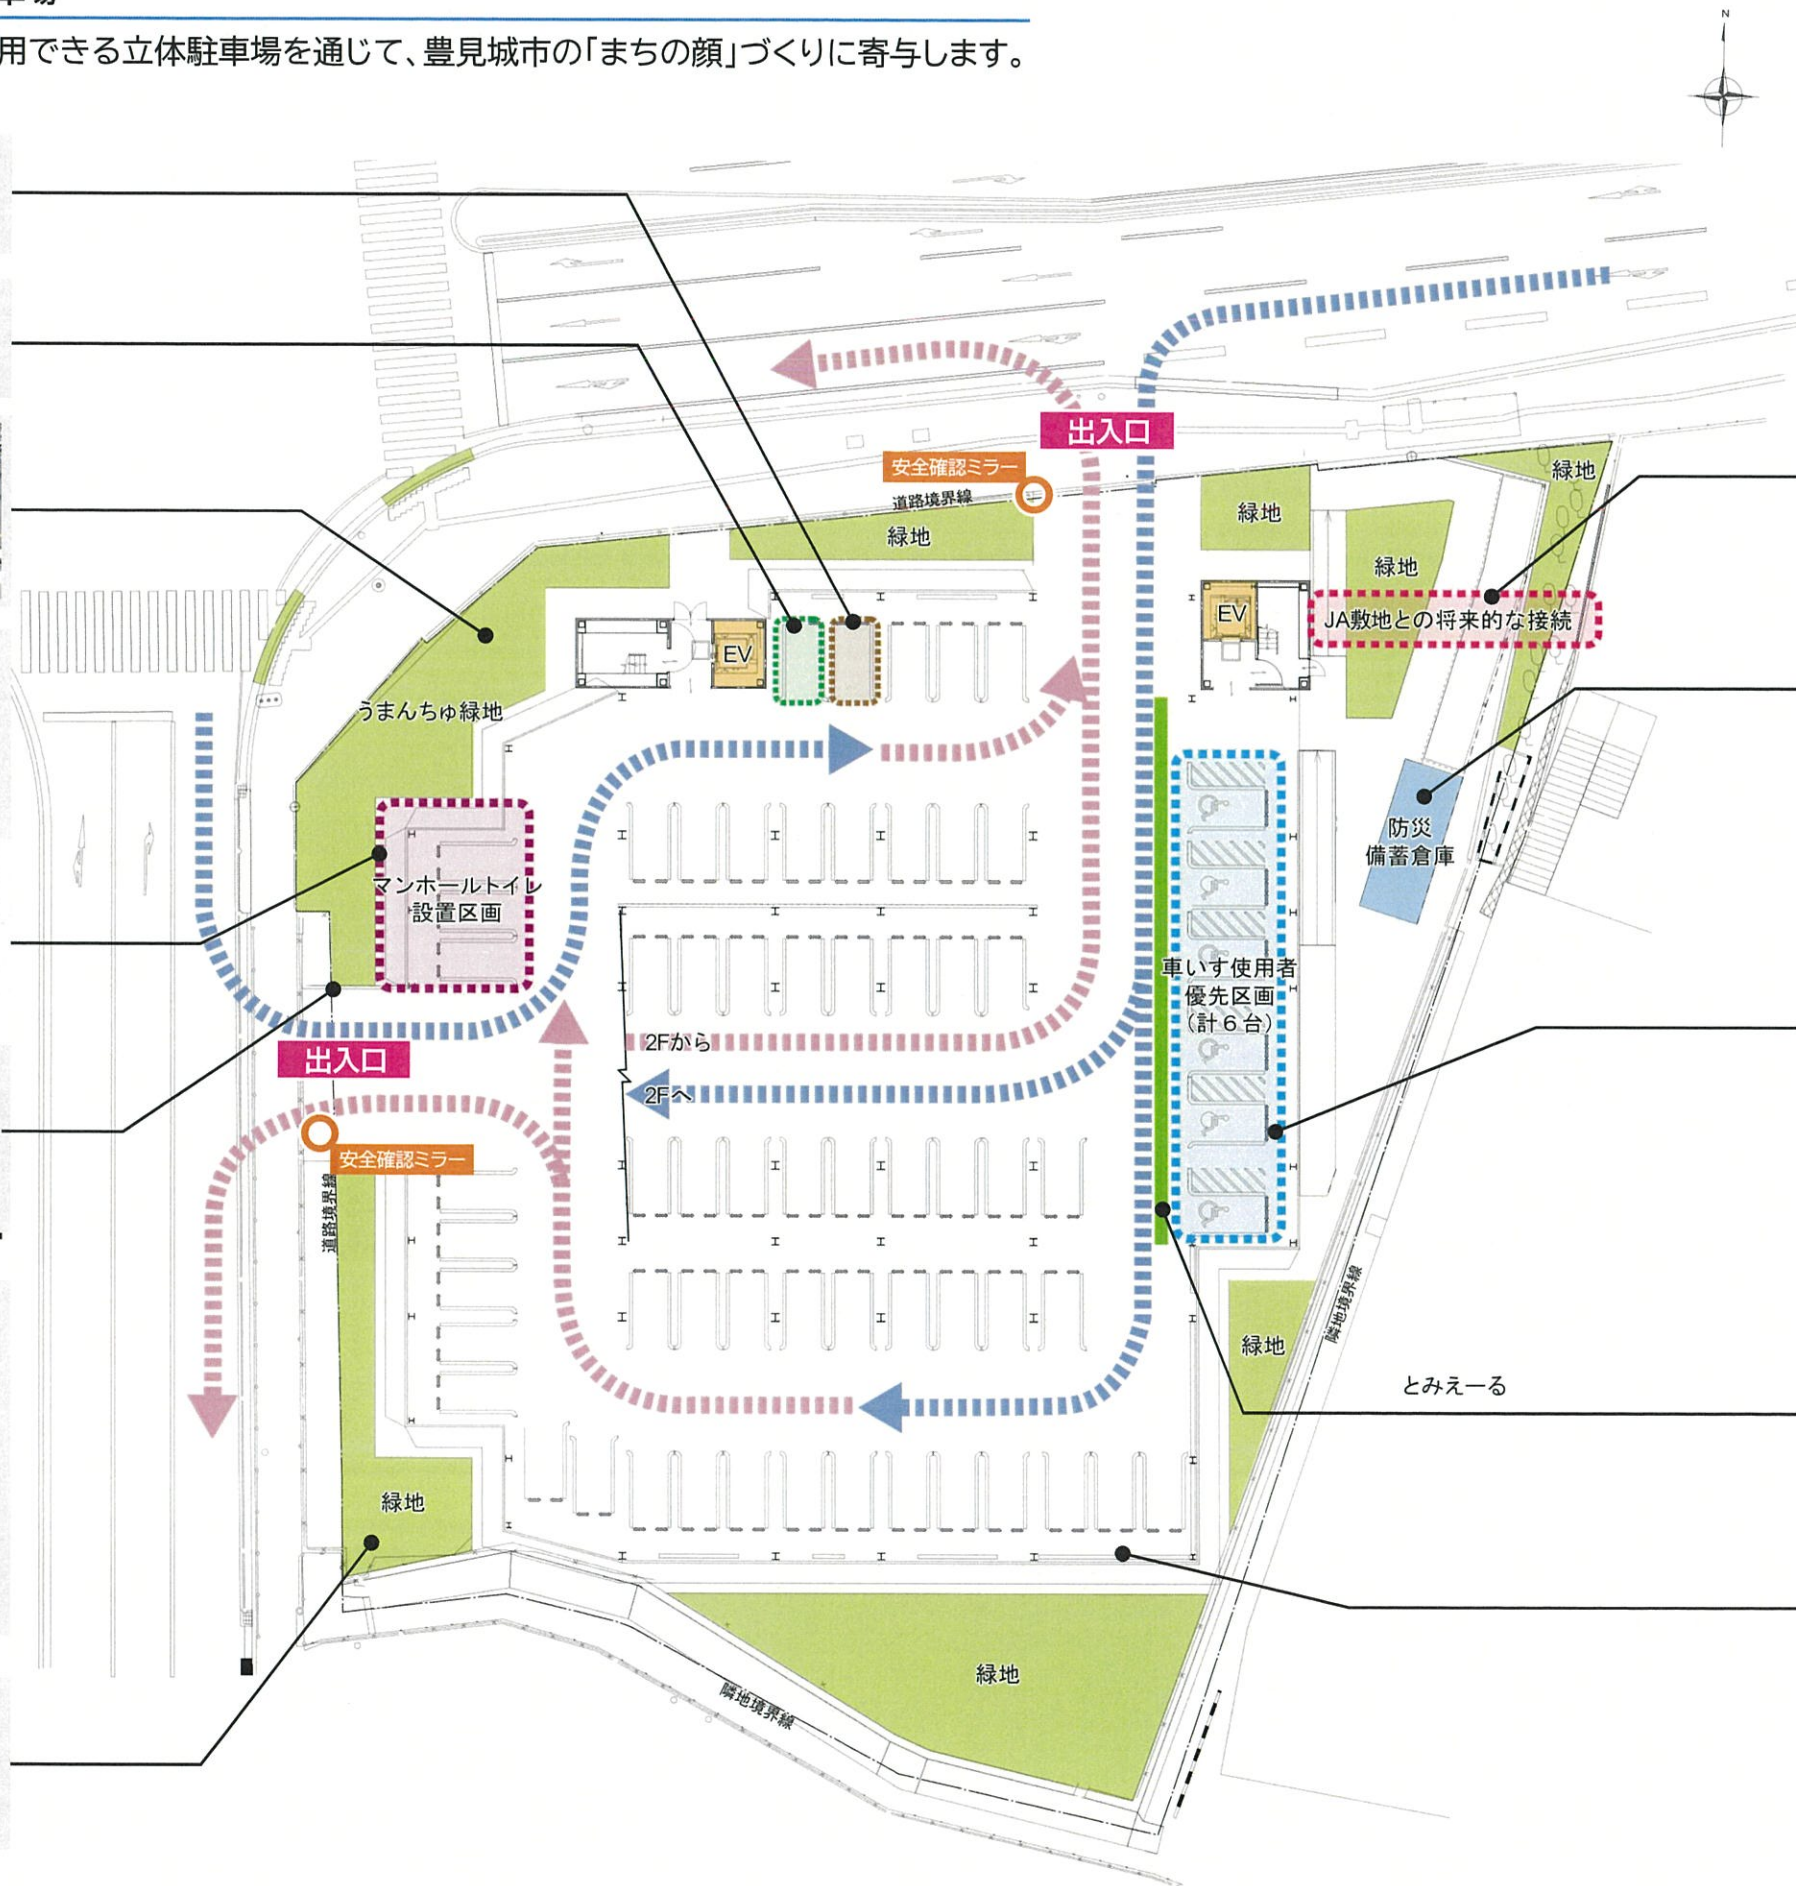 用できる立体駐車場を通じて、豊見城市の「まちの顔」づくりに寄与します。
N
出入口
安全確認ミラー
道路境界線
緑地
緑地
緑地
緑地
EV
EV
JA敷地との将来的な接続
うまんちゅ緑地
マンホールトイレ
設置区画
防災
備蓄倉庫
車いす使用者
優先区画
(計6台)
2Fから
2Fへ
出入口
安全確認ミラー
道路境界線
隣地境界線
緑地
とみえーる
緑地
緑地
隣地境界線